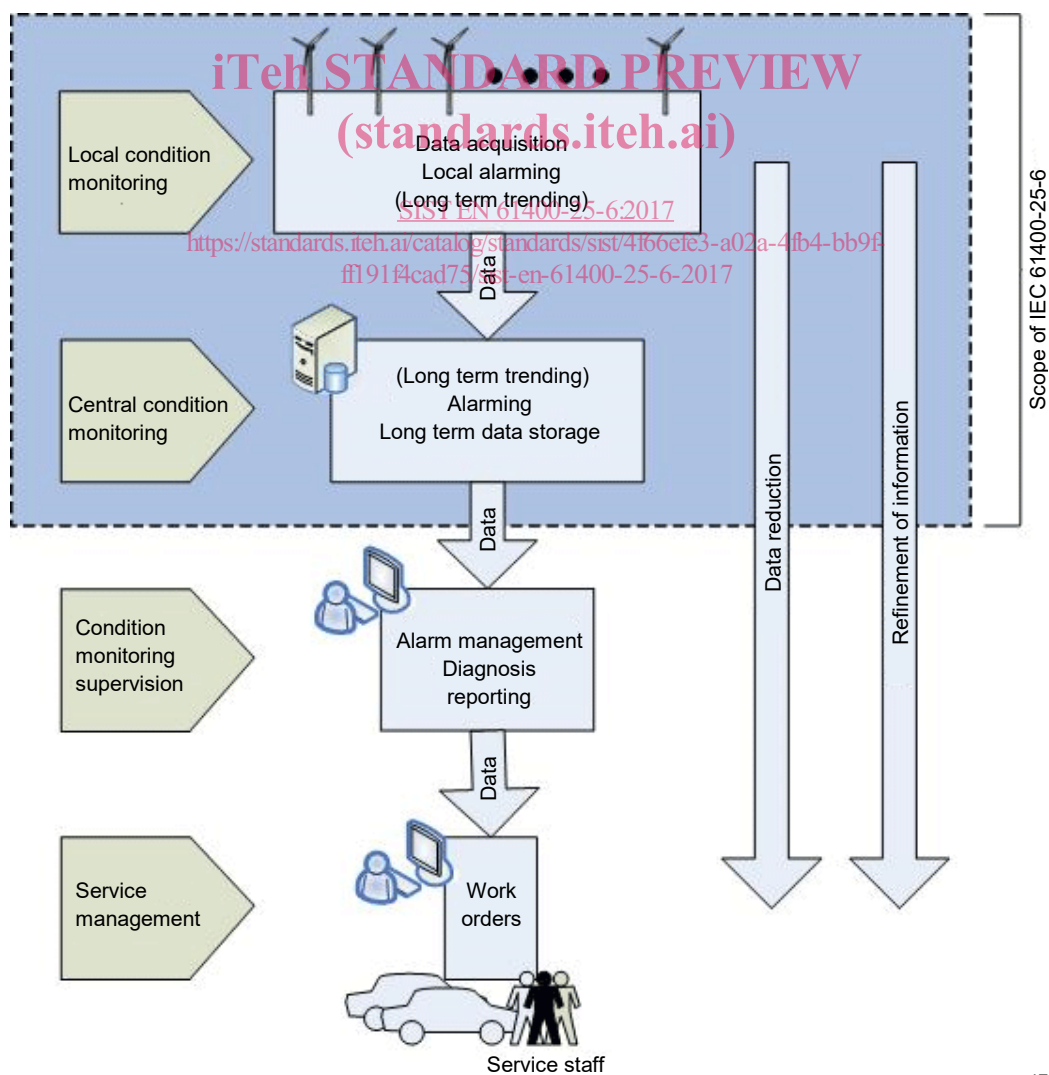 iTeh STANDARD PREVIEW
(standards.iteh.ai)
Local condition
monitoring
Data acquisition
Local alarming
(Long term trending)
SIST EN 61400-25-6:2017
https://standards.iteh.ai/catalog/standards/sist/4f66efe3-a02a-4fb4-bb9f-
ff191f4cad75/sist-en-61400-25-6-2017
Data
Central condition
monitoring
(Long term trending)
Alarming
Long term data storage
Data
Condition
monitoring
supervision
Alarm management
Diagnosis
reporting
Data
Service
management
Work
orders
Service staff
Data reduction
Refinement of information
Scope of IEC 61400-25-6